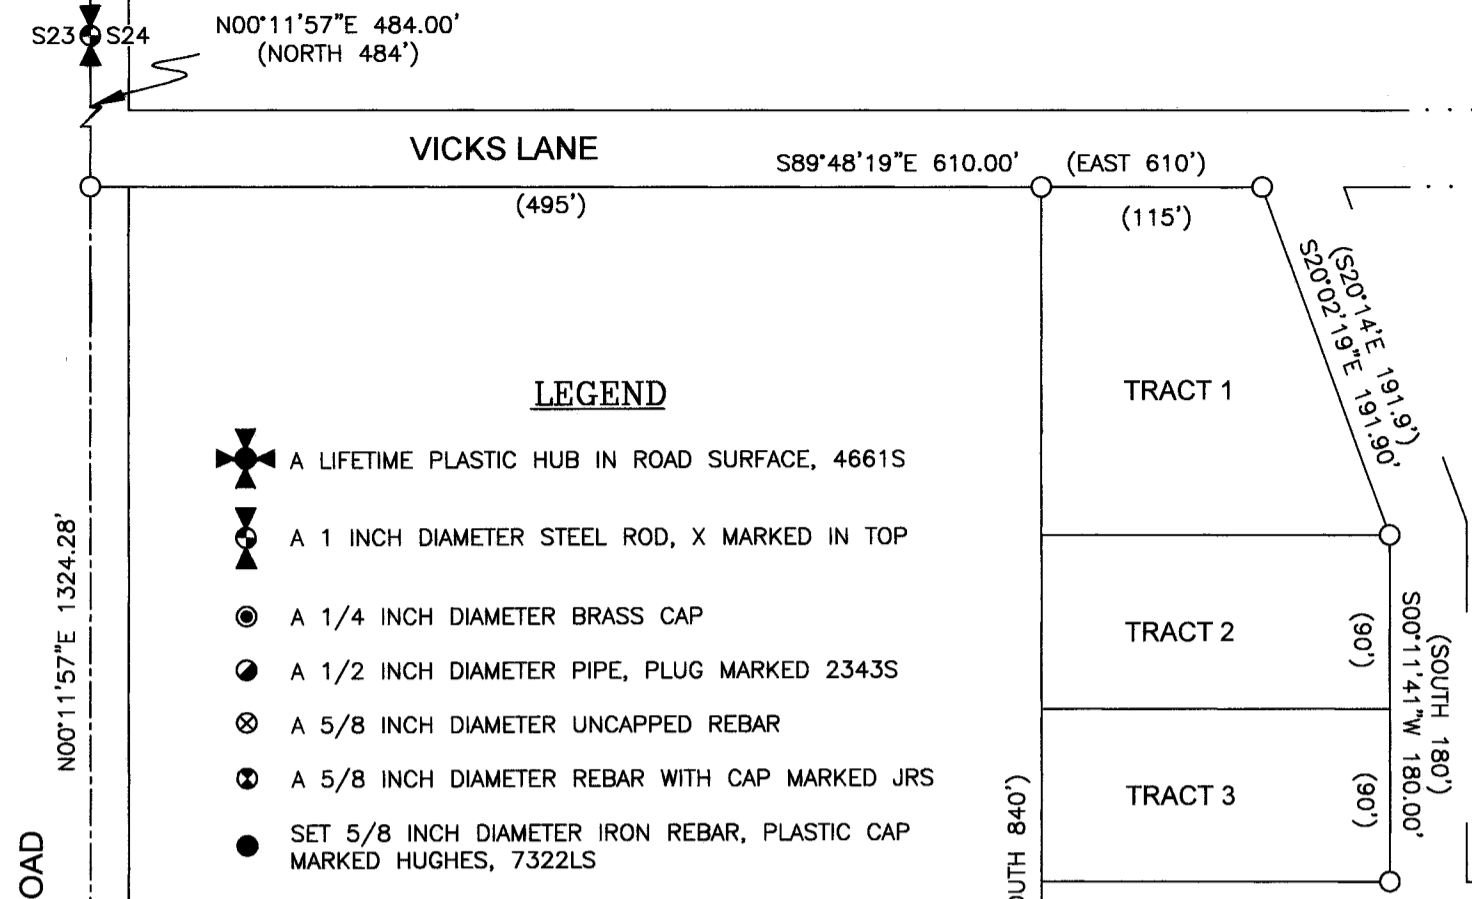 S23 S24
N00°11'57"E 484.00'
(NORTH 484')
VICKS LANE
S89°48'19"E 610.00' (EAST 610')
(495')
(115')
(S20°14'E 191.9')
S20°02'19"E 191.90'
TRACT 1
LEGEND
A LIFETIME PLASTIC HUB IN ROAD SURFACE, 4661S
A 1 INCH DIAMETER STEEL ROD, X MARKED IN TOP
A 1/4 INCH DIAMETER BRASS CAP
A 1/2 INCH DIAMETER PIPE, PLUG MARKED 2343S
A 5/8 INCH DIAMETER UNCAPPED REBAR
A 5/8 INCH DIAMETER REBAR WITH CAP MARKED JRS
SET 5/8 INCH DIAMETER IRON REBAR, PLASTIC CAP
MARKED HUGHES, 7322LS
N00°11'57"E 1324.28'
TRACT 2
(90')
(SOUTH 180')
S00°11'41"W 180.00'
TRACT 3
(90')
OUTH 840')
OAD